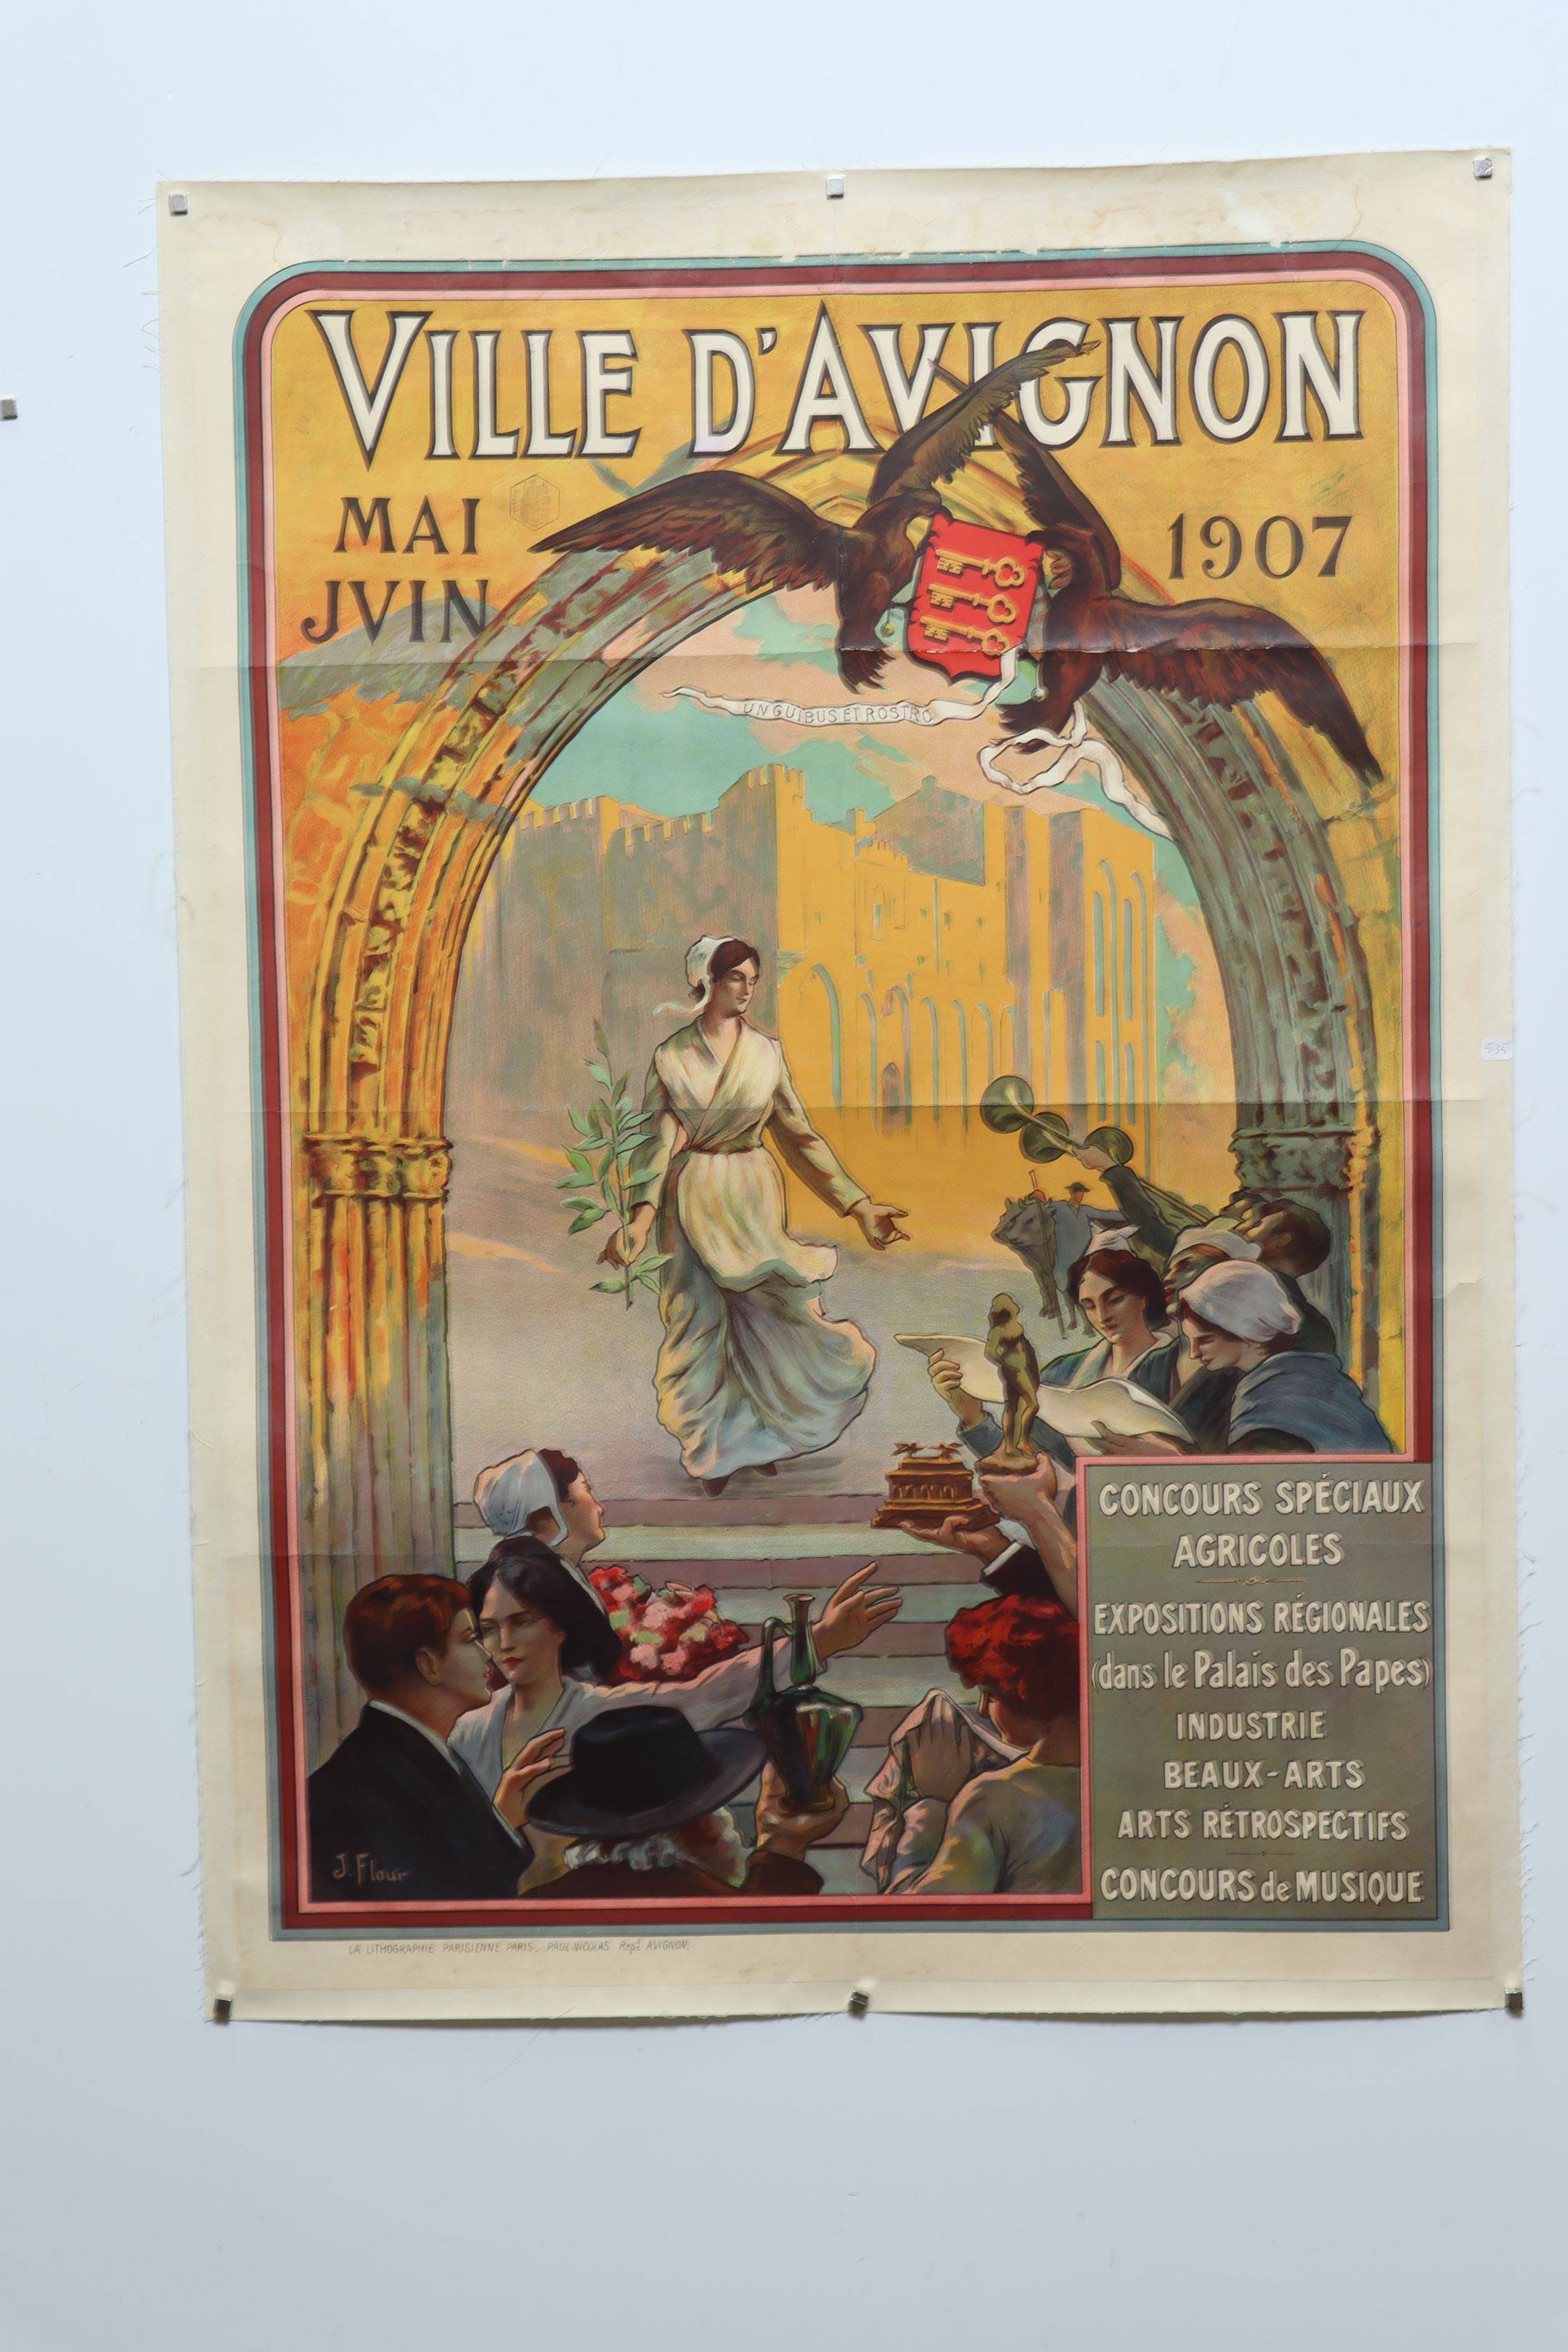 VILLE D'AVIGNON
MAI
JVIN
1907
UNGUIBUS ET ROSTRO
CONCOURS SPÉCIAUX
AGRICOLES
EXPOSITIONS RÉGIONALES
(dans le Palais des Papes)
INDUSTRIE
BEAUX-ARTS
ARTS RÉTROSPECTIFS
CONCOURS de MUSIQUE
J. Flour
LA LITHOGRAPHIE PARISIENNE PARIS. PAUL NICOLAS Repᵗ AVIGNON.
535